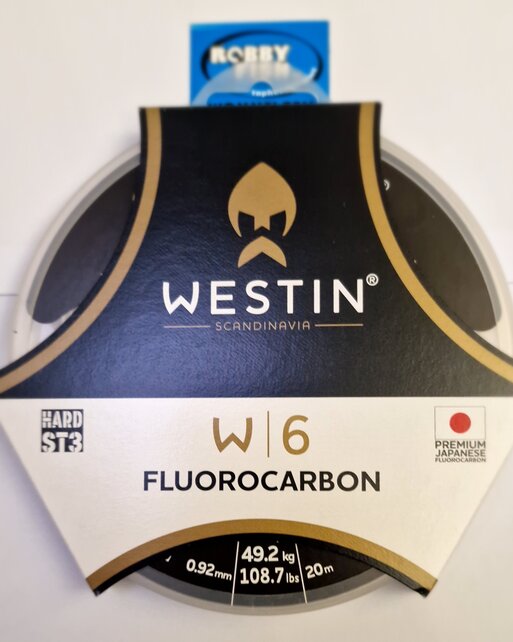 ROBBY
FISH
WESTIN®
SCANDINAVIA
HARD
ST3
W|6
PREMIUM
JAPANESE
FLUOROCARBON
FLUOROCARBON
0.92mm
49.2 kg
108.7 lbs
20m